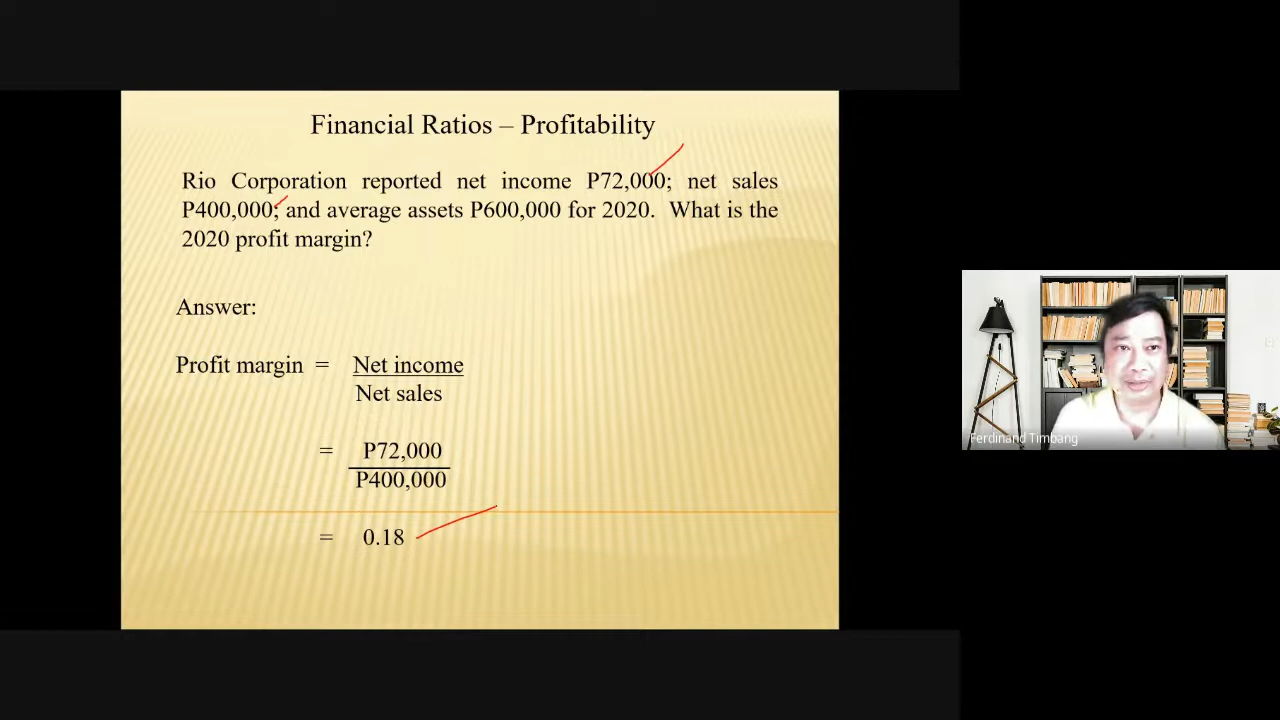 Financial Ratios – Profitability
Rio Corporation reported net income P72,000; net sales
P400,000; and average assets P600,000 for 2020. What is the
2020 profit margin?
Answer:
Profit margin = Net income
Net sales
= P72,000
P400,000
= 0.18
Ferdinand Timbang